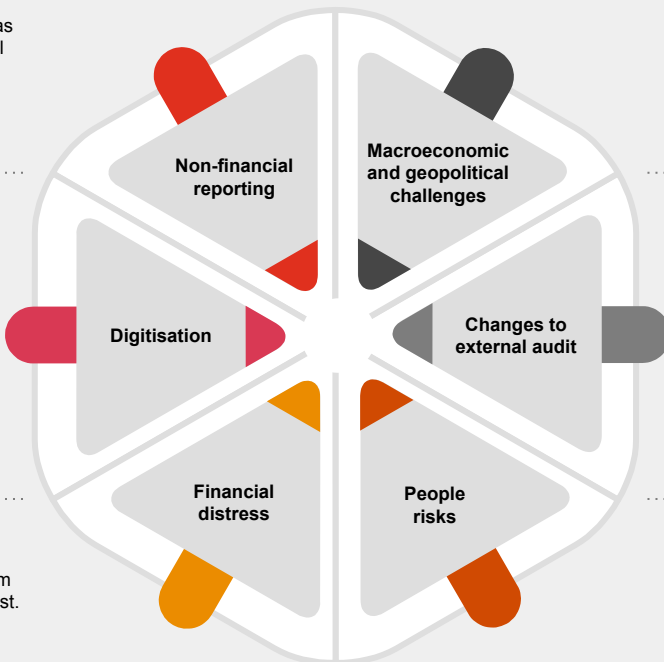 Non-financial
reporting
Macroeconomic
and geopolitical
challenges
Digitisation
Changes to
external audit
Financial
distress
People
risks